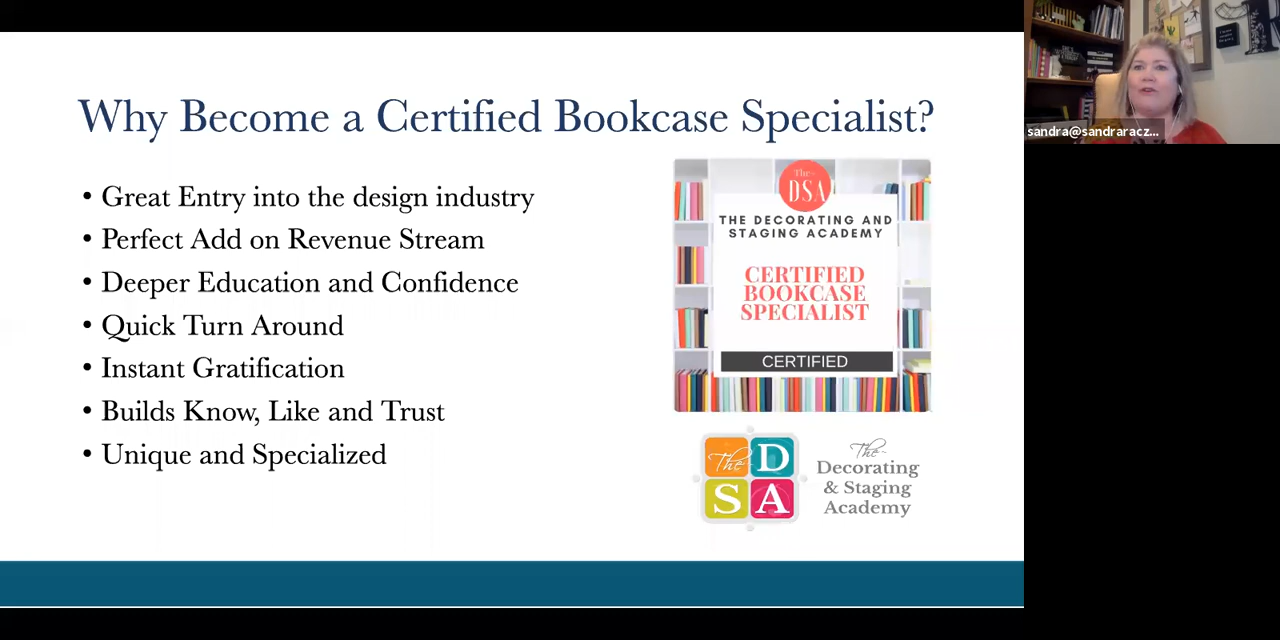 Why Become a Certified Bookcase Specialist?
• Great Entry into the design industry
• Perfect Add on Revenue Stream
• Deeper Education and Confidence
• Quick Turn Around
• Instant Gratification
• Builds Know, Like and Trust
• Unique and Specialized
The
DSA
THE DECORATING AND
STAGING ACADEMY
CERTIFIED
BOOKCASE
SPECIALIST
CERTIFIED
The D
S A
The
Decorating
& Staging
Academy
sandra@sandraracz...